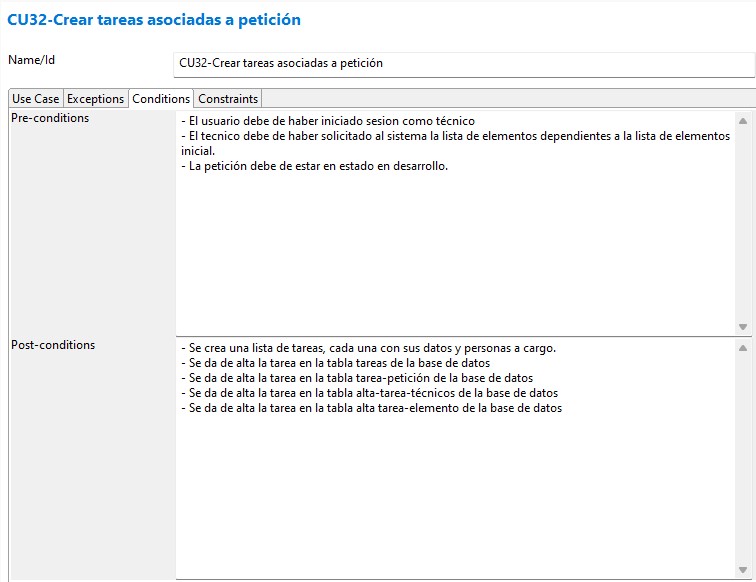 CU32-Crear tareas asociadas a petición
Name/Id
CU32-Crear tareas asociadas a petición
Use Case Exceptions Conditions Constraints
Pre-conditions
- El usuario debe de haber iniciado sesion como técnico
- El tecnico debe de haber solicitado al sistema la lista de elementos dependientes a la lista de elementos
inicial.
- La petición debe de estar en estado en desarrollo.
Post-conditions
- Se crea una lista de tareas, cada una con sus datos y personas a cargo.
- Se da de alta la tarea en la tabla tareas de la base de datos
- Se da de alta la tarea en la tabla tarea-petición de la base de datos
- Se da de alta la tarea en la tabla alta-tarea-técnicos de la base de datos
- Se da de alta la tarea en la tabla alta tarea-elemento de la base de datos